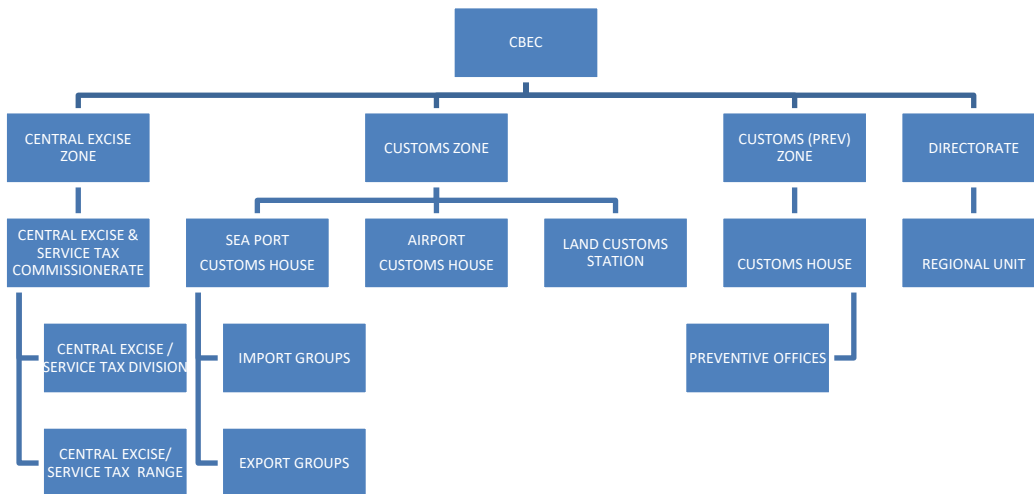 CBEC
CENTRAL EXCISE
ZONE
CUSTOMS ZONE
CUSTOMS (PREV)
ZONE
DIRECTORATE
CENTRAL EXCISE &
SERVICE TAX
COMMISSIONERATE
SEA PORT
CUSTOMS HOUSE
AIRPORT
CUSTOMS HOUSE
LAND CUSTOMS
STATION
CUSTOMS HOUSE
REGIONAL UNIT
CENTRAL EXCISE /
SERVICE TAX DIVISION
IMPORT GROUPS
PREVENTIVE OFFICES
CENTRAL EXCISE/
SERVICE TAX RANGE
EXPORT GROUPS